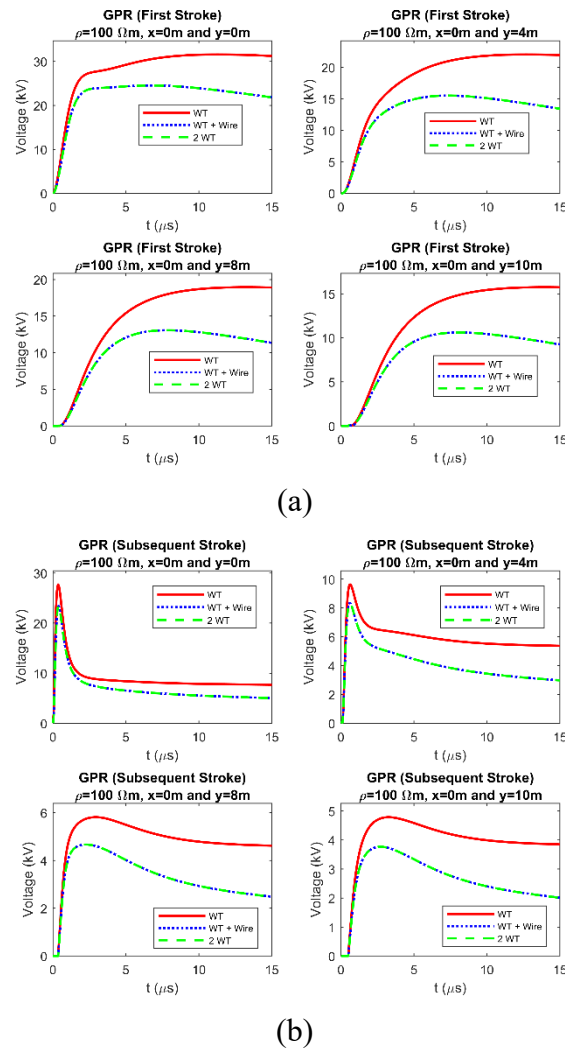 GPR (First Stroke)
ρ=100 Ωm, x=0m and y=0m
Voltage (kV)
30
20
10
0
WT
WT + Wire
2 WT
0 5 10 15
t (μs)
GPR (First Stroke)
ρ=100 Ωm, x=0m and y=4m
Voltage (kV)
25
20
15
10
5
0
WT
WT + Wire
2 WT
0 5 10 15
t (μs)
GPR (First Stroke)
ρ=100 Ωm, x=0m and y=8m
Voltage (kV)
20
15
10
5
0
WT
WT + Wire
2 WT
0 5 10 15
t (μs)
GPR (First Stroke)
ρ=100 Ωm, x=0m and y=10m
Voltage (kV)
15
10
5
0
WT
WT + Wire
2 WT
0 5 10 15
t (μs)
(a)
GPR (Subsequent Stroke)
ρ=100 Ωm, x=0m and y=0m
Voltage (kV)
30
20
10
0
WT
WT + Wire
2 WT
0 5 10 15
t (μs)
GPR (Subsequent Stroke)
ρ=100 Ωm, x=0m and y=4m
Voltage (kV)
10
8
6
4
2
0
WT
WT + Wire
2 WT
0 5 10 15
t (μs)
GPR (Subsequent Stroke)
ρ=100 Ωm, x=0m and y=8m
Voltage (kV)
6
4
2
0
WT
WT + Wire
2 WT
0 5 10 15
t (μs)
GPR (Subsequent Stroke)
ρ=100 Ωm, x=0m and y=10m
Voltage (kV)
5
4
3
2
1
0
WT
WT + Wire
2 WT
0 5 10 15
t (μs)
(b)